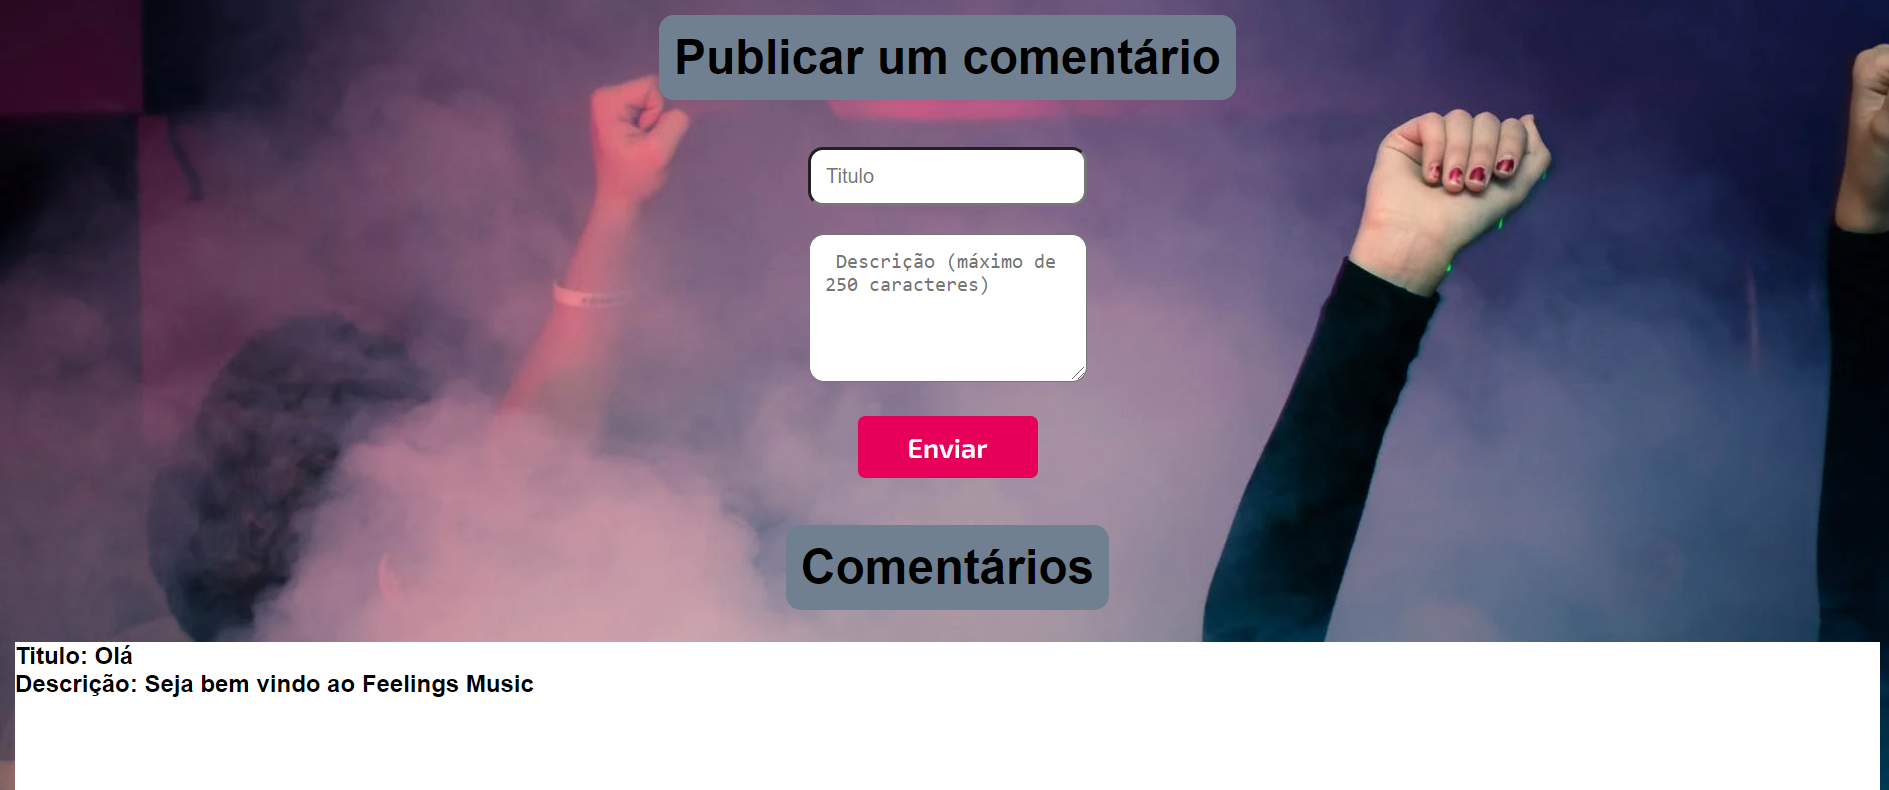 Publicar um comentário
Titulo
Descrição (máximo de
250 caracteres)
Enviar
Comentários
Titulo: Olá
Descrição: Seja bem vindo ao Feelings Music